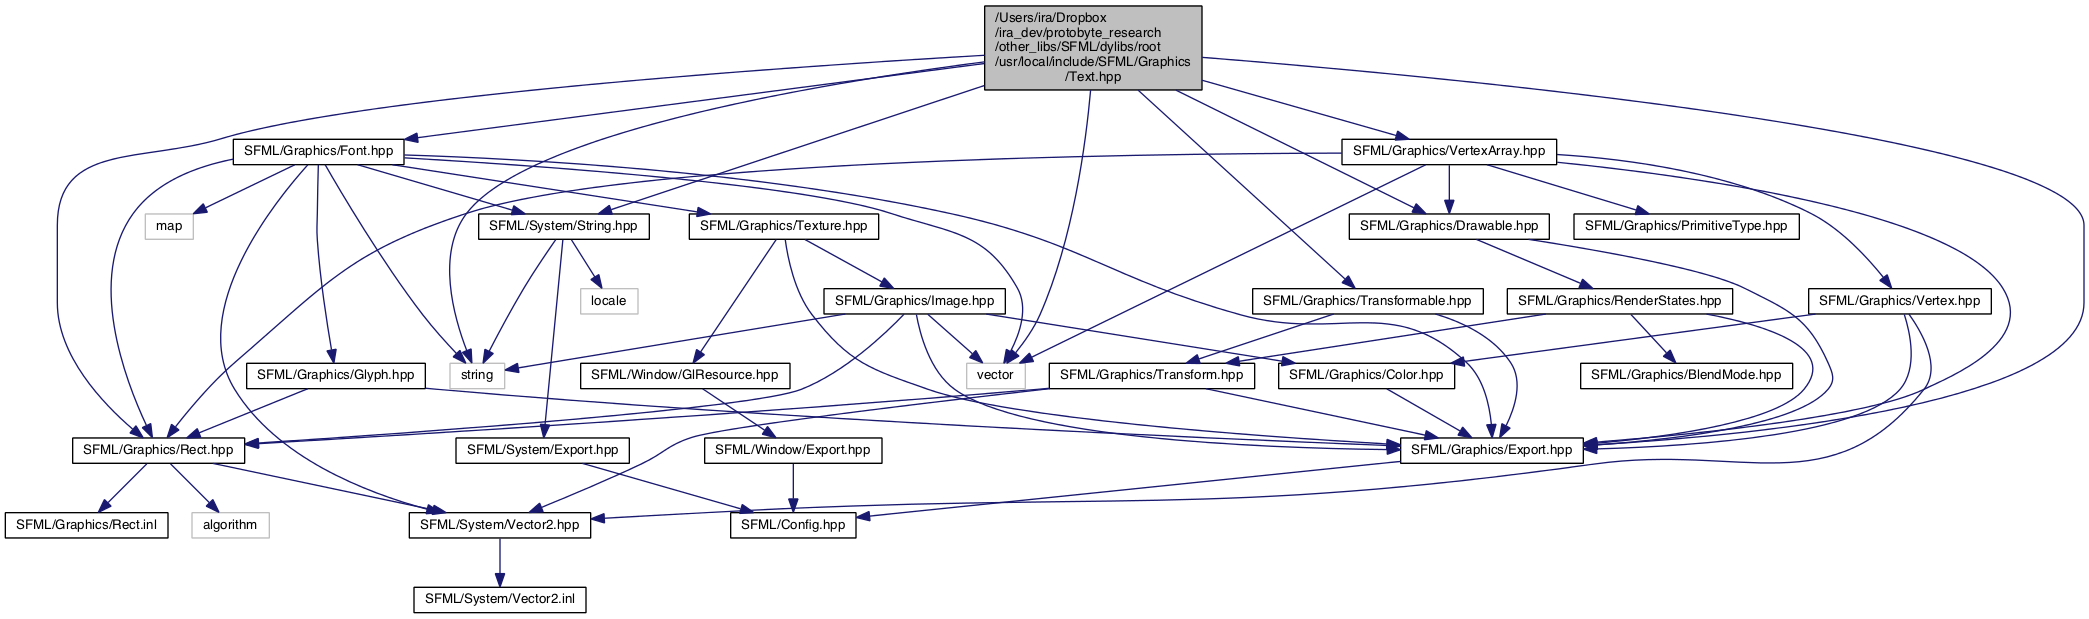 /Users/ira/Dropbox
/ira_dev/protobyte_research
/other_libs/SFML/dylibs/root
/usr/local/include/SFML/Graphics
/Text.hpp
SFML/Graphics/Font.hpp
SFML/Graphics/VertexArray.hpp
map
SFML/System/String.hpp
SFML/Graphics/Texture.hpp
SFML/Graphics/Drawable.hpp
SFML/Graphics/PrimitiveType.hpp
locale
SFML/Graphics/Image.hpp
SFML/Graphics/Transformable.hpp
SFML/Graphics/RenderStates.hpp
SFML/Graphics/Vertex.hpp
SFML/Graphics/Glyph.hpp
string
SFML/Window/GlResource.hpp
vector
SFML/Graphics/Transform.hpp
SFML/Graphics/Color.hpp
SFML/Graphics/BlendMode.hpp
SFML/Graphics/Rect.hpp
SFML/System/Export.hpp
SFML/Window/Export.hpp
SFML/Graphics/Export.hpp
SFML/Graphics/Rect.inl
algorithm
SFML/System/Vector2.hpp
SFML/Config.hpp
SFML/System/Vector2.inl